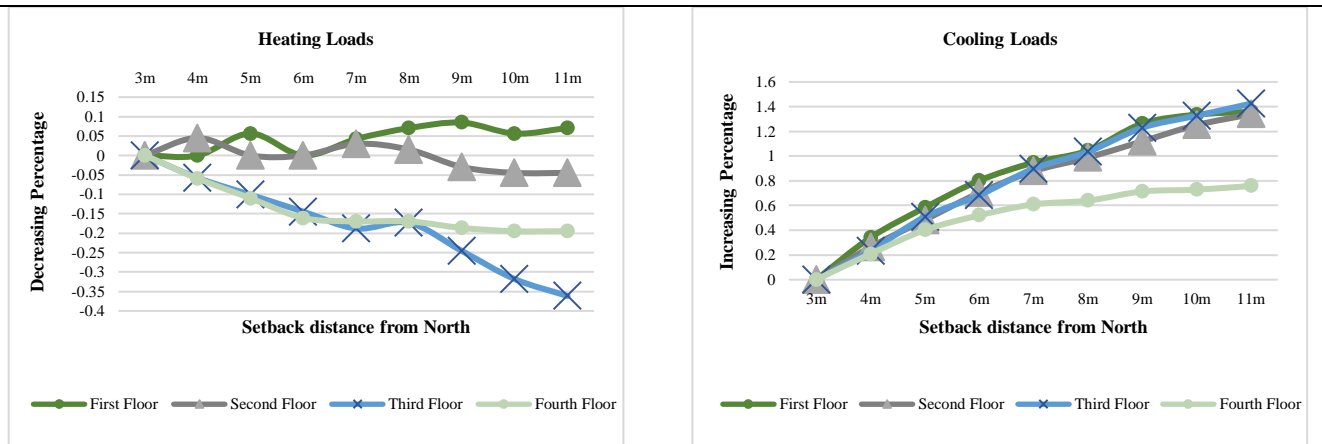 Heating Loads
3m 4m 5m 6m 7m 8m 9m 10m 11m
0.15
0.1
0.05
0
-0.05
-0.1
-0.15
-0.2
-0.25
-0.3
-0.35
-0.4
Decreasing Percentage
Setback distance from North
First Floor Second Floor Third Floor Fourth Floor
Cooling Loads
1.6
1.4
1.2
1
0.8
0.6
0.4
0.2
0
Increasing Percentage
3m 4m 5m 6m 7m 8m 9m 10m 11m
Setback distance from North
First Floor Second Floor Third Floor Fourth Floor